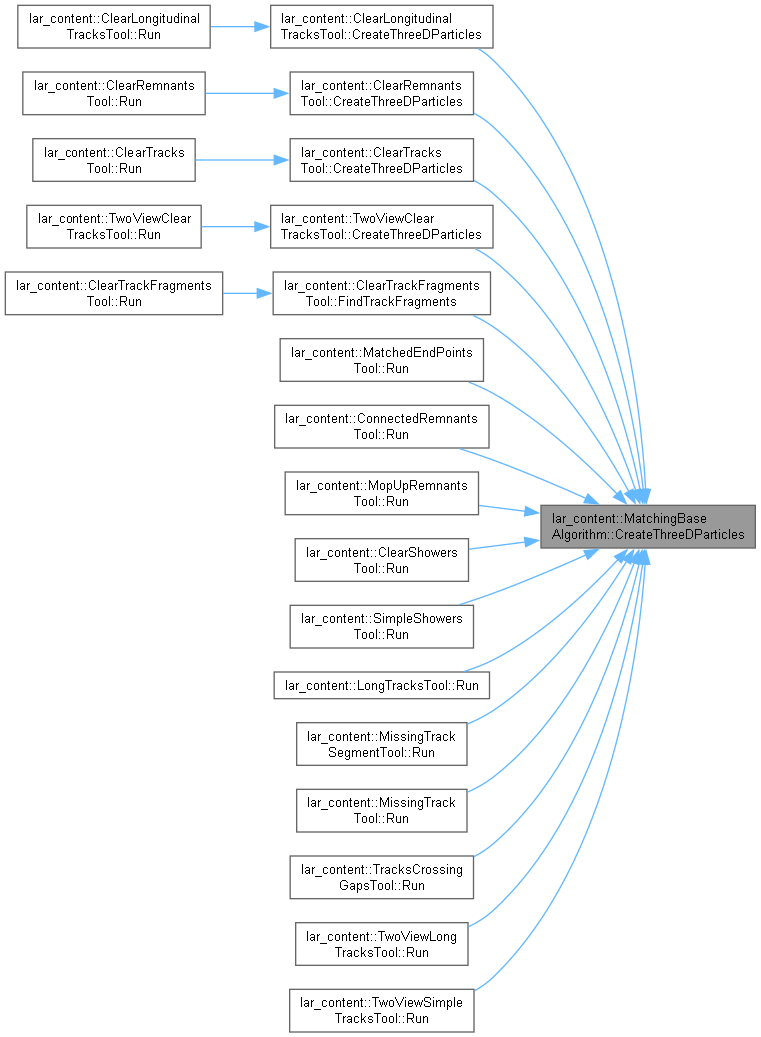 lar_content::ClearLongitudinal
TracksTool::Run
lar_content::ClearLongitudinal
TracksTool::CreateThreeDParticles
lar_content::ClearRemnants
Tool::Run
lar_content::ClearRemnants
Tool::CreateThreeDParticles
lar_content::ClearTracks
Tool::Run
lar_content::ClearTracks
Tool::CreateThreeDParticles
lar_content::TwoViewClear
TracksTool::Run
lar_content::TwoViewClear
TracksTool::CreateThreeDParticles
lar_content::ClearTrackFragments
Tool::Run
lar_content::ClearTrackFragments
Tool::FindTrackFragments
lar_content::MatchedEndPoints
Tool::Run
lar_content::ConnectedRemnants
Tool::Run
lar_content::MopUpRemnants
Tool::Run
lar_content::MatchingBase
Algorithm::CreateThreeDParticles
lar_content::ClearShowers
Tool::Run
lar_content::SimpleShowers
Tool::Run
lar_content::LongTracksTool::Run
lar_content::MissingTrack
SegmentTool::Run
lar_content::MissingTrack
Tool::Run
lar_content::TracksCrossing
GapsTool::Run
lar_content::TwoViewLong
TracksTool::Run
lar_content::TwoViewSimple
TracksTool::Run